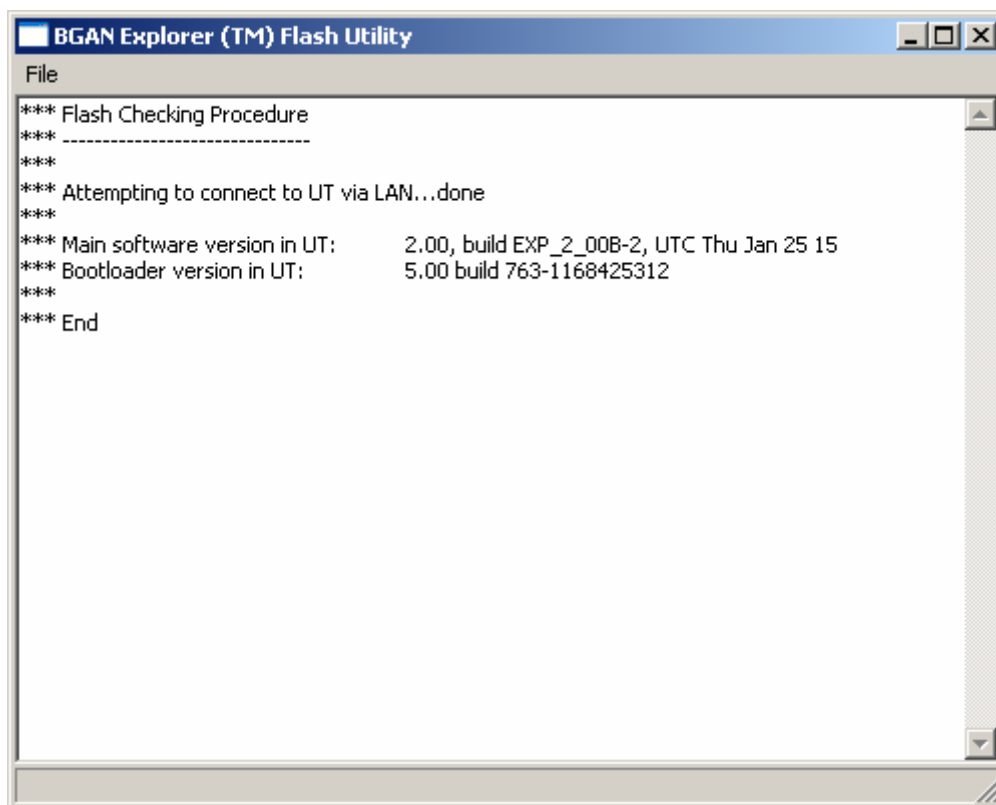 BGAN Explorer (TM) Flash Utility
File
*** Flash Checking Procedure
*** -------------------------------
***
*** Attempting to connect to UT via LAN...done
***
*** Main software version in UT: 2.00, build EXP_2_00B-2, UTC Thu Jan 25 15
*** Bootloader version in UT: 5.00 build 763-1168425312
***
*** End